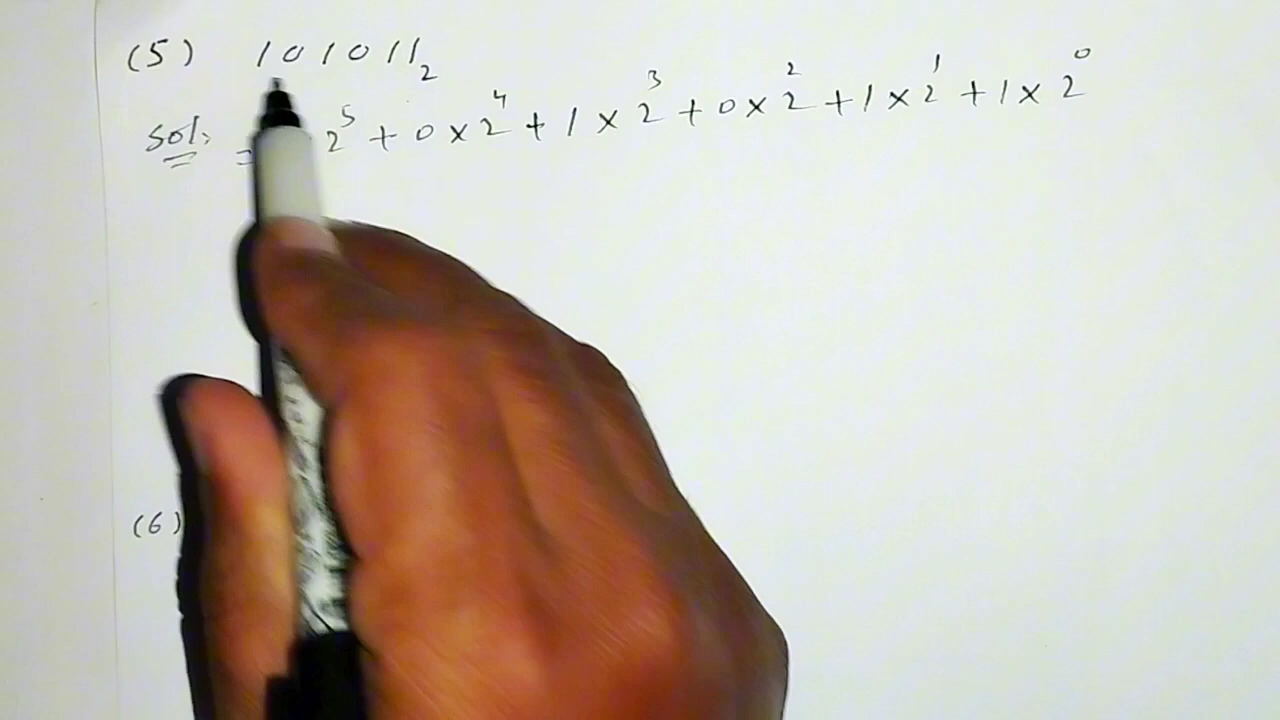 (5) 101011₂
Sol: = 2⁵ + 0 × 2⁴ + 1 × 2³ + 0 × 2² + 1 × 2¹ + 1 × 2⁰
(6)